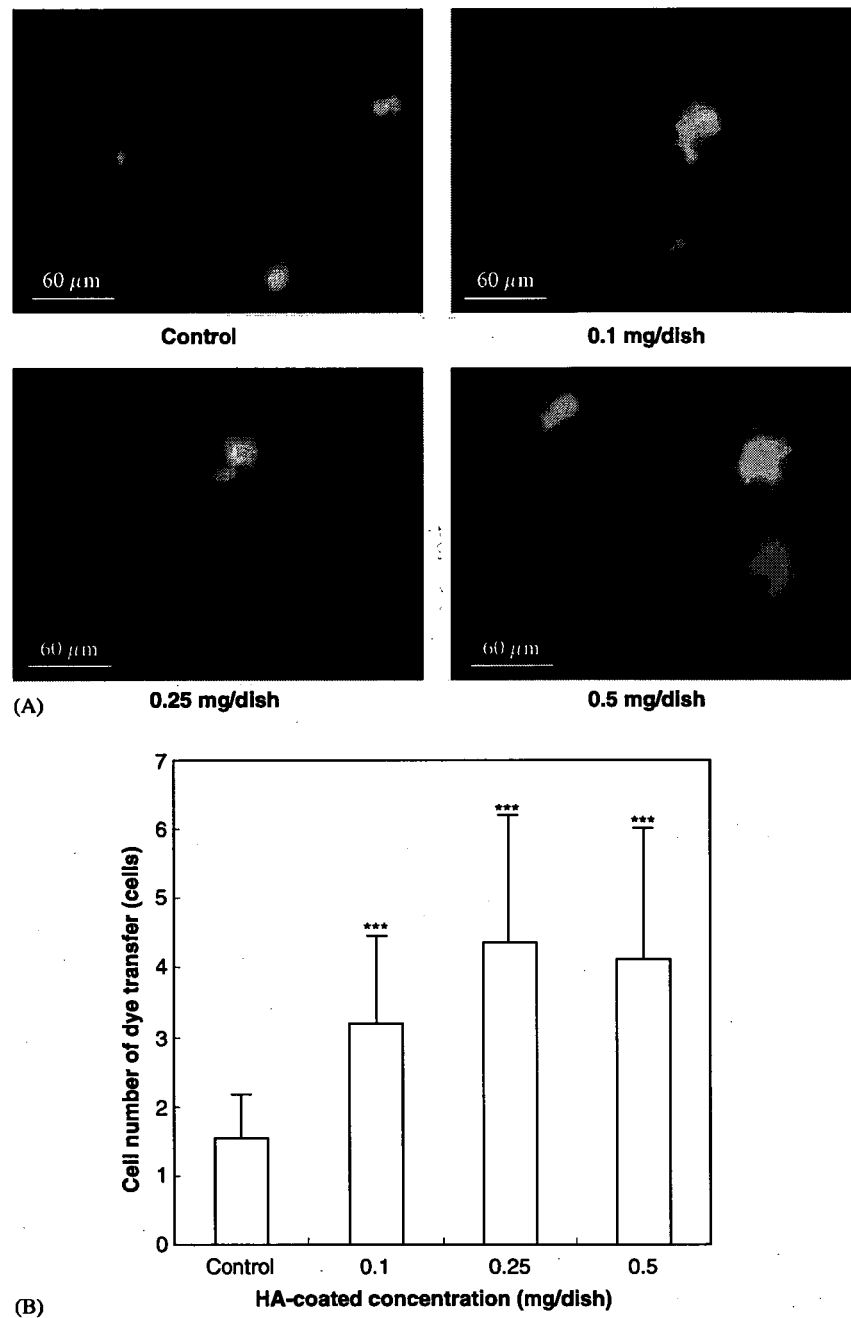 60 μm
60 μm
Control
0.1 mg/dish
60 μm
60 μm
(A)
0.25 mg/dish
0.5 mg/dish
7
6
5
4
3
2
1
0
***
***
***
Cell number of dye transfer (cells)
Control
0.1
0.25
0.5
HA-coated concentration (mg/dish)
(B)